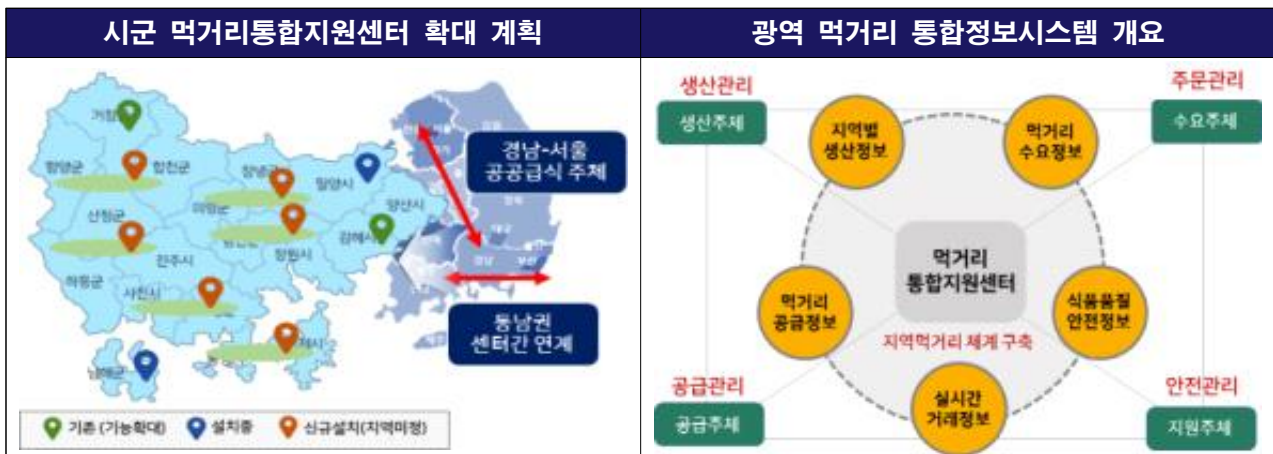 시군 먹거리통합지원센터 확대 계획
거창
함양군
합천군
창녕군
밀양시
산청군
양산시
김해시
진주시
창원시
하동군
사천시
경남-서울
공공급식 주체
동남권
센터간 연계
경남
부산
기존 (기능확대)
설치중
신규설치(지역미정)
광역 먹거리 통합정보시스템 개요
생산관리
생산주체
주문관리
수요주체
지역별
생산정보
먹거리
수요정보
먹거리
통합지원센터
먹거리
공급정보
식품품질
안전정보
지역먹거리 체계 구축
공급관리
공급주체
실시간
거래정보
안전관리
지원주체